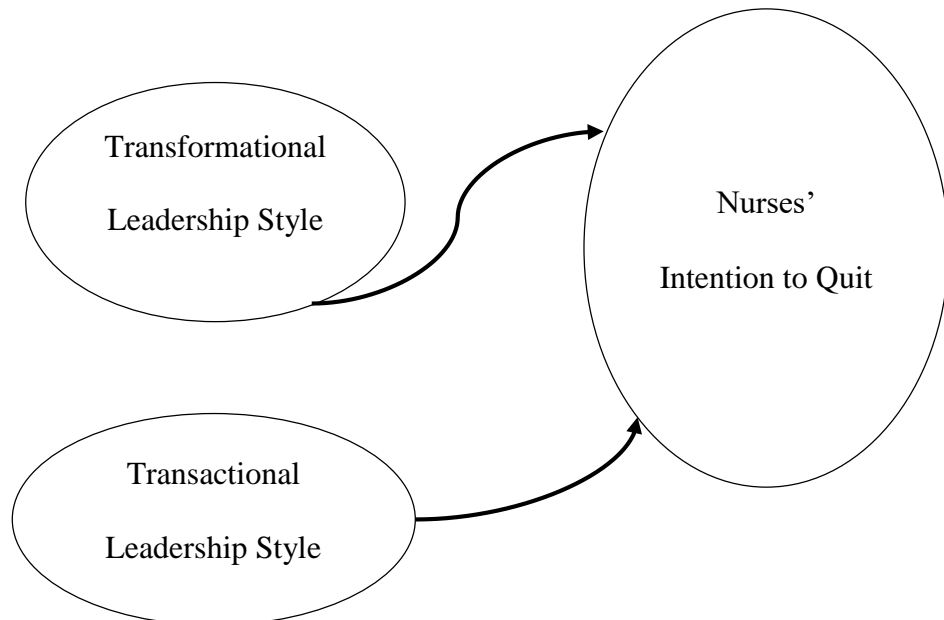 Transformational
Leadership Style
Nurses’
Intention to Quit
Transactional
Leadership Style